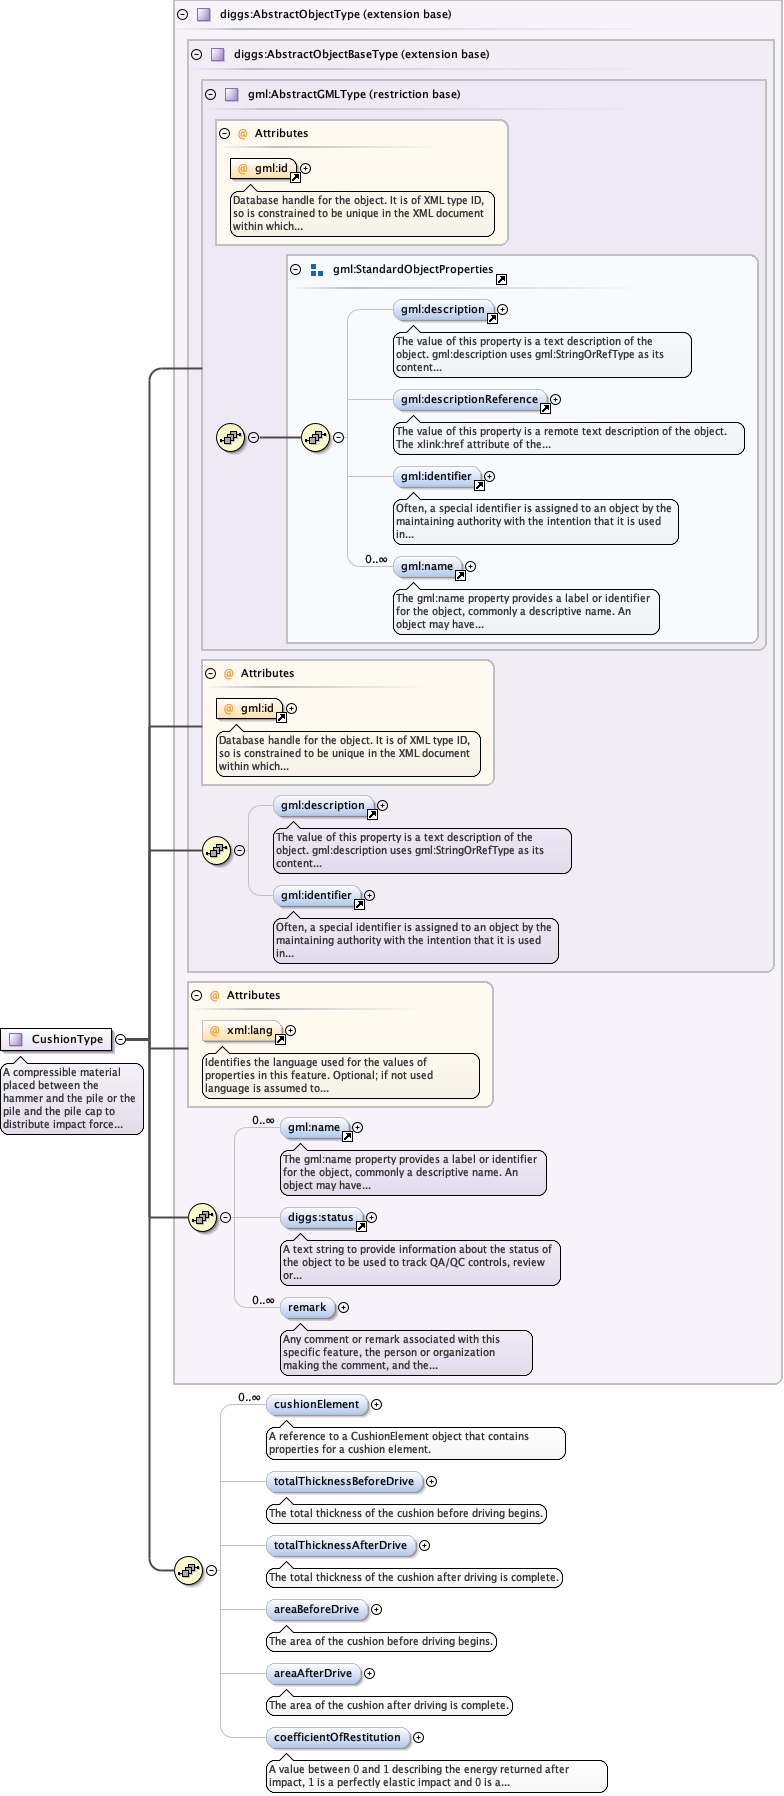 diggs:AbstractObjectType (extension base)
diggs:AbstractObjectBaseType (extension base)
gml:AbstractGMLType (restriction base)
@ Attributes
@ gml:id
Database handle for the object. It is of XML type ID,
so is constrained to be unique in the XML document
within which...
gml:StandardObjectProperties
gml:description
The value of this property is a text description of the
object. gml:description uses gml:StringOrRefType as its
content...
gml:descriptionReference
The value of this property is a remote text description of the object.
The xlink:href attribute of the...
gml:identifier
Often, a special identifier is assigned to an object by the
maintaining authority with the intention that it is used
in...
0..∞
gml:name
The gml:name property provides a label or identifier
for the object, commonly a descriptive name. An
object may have...
@ Attributes
@ gml:id
Database handle for the object. It is of XML type ID,
so is constrained to be unique in the XML document
within which...
gml:description
The value of this property is a text description of the
object. gml:description uses gml:StringOrRefType as its
content...
gml:identifier
Often, a special identifier is assigned to an object by the
maintaining authority with the intention that it is used
in...
@ Attributes
@ xml:lang
Identifies the language used for the values of
properties in this feature. Optional; if not used
language is assumed to...
CushionType
A compressible material
placed between the
hammer and the pile or the
pile and the pile cap to
distribute impact force...
0..∞
gml:name
The gml:name property provides a label or identifier
for the object, commonly a descriptive name. An
object may have...
diggs:status
A text string to provide information about the status of
the object to be used to track QA/QC controls, review
or...
0..∞
remark
Any comment or remark associated with this
specific feature, the person or organization
making the comment, and the...
0..∞
cushionElement
A reference to a CushionElement object that contains
properties for a cushion element.
totalThicknessBeforeDrive
The total thickness of the cushion before driving begins.
totalThicknessAfterDrive
The total thickness of the cushion after driving is complete.
areaBeforeDrive
The area of the cushion before driving begins.
areaAfterDrive
The area of the cushion after driving is complete.
coefficientOfRestitution
A value between 0 and 1 describing the energy returned after
impact, 1 is a perfectly elastic impact and 0 is a...